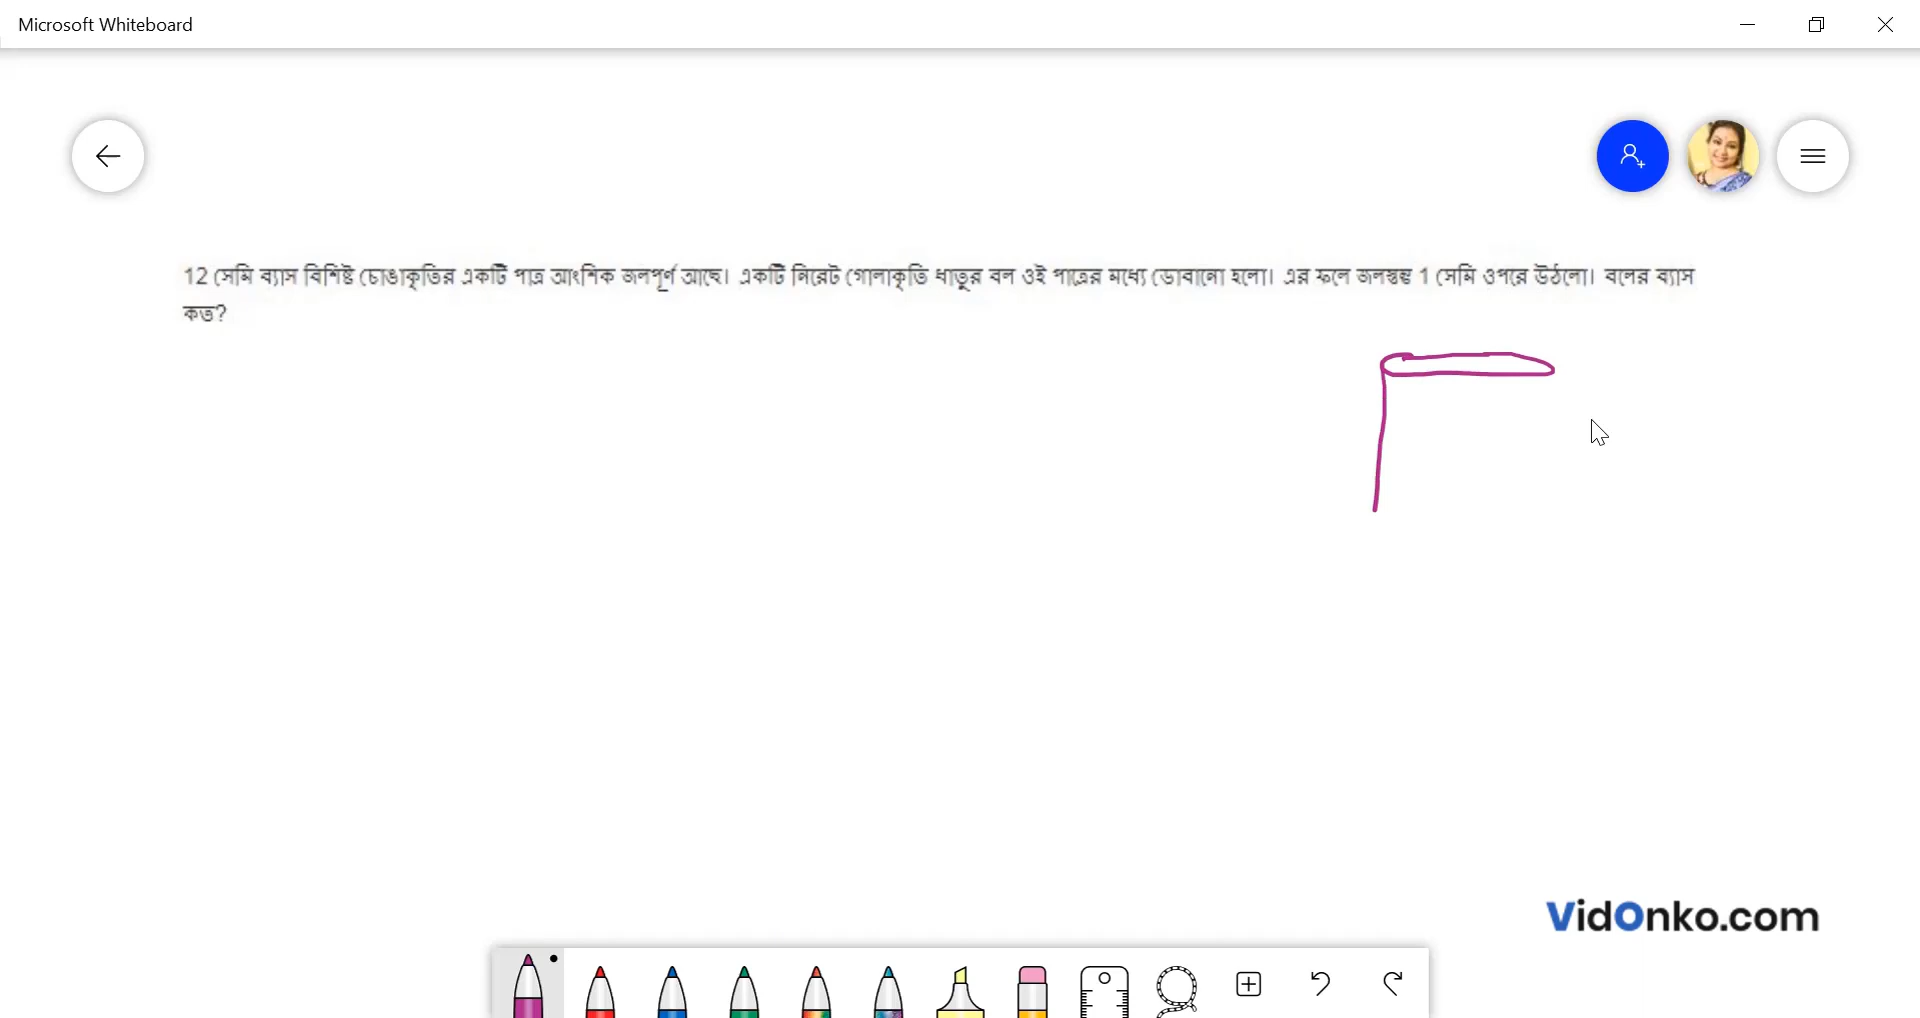 Microsoft Whiteboard
12 সেমি ব্যাস বিশিষ্ট চোঙাকৃতির একটি পাত্র আংশিক জলপূর্ণ আছে। একটি নিরেট গোলাকৃতি ধাতুর বল ওই পাত্রের মধ্যে ডোবানো হলো। এর ফলে জলস্তম্ভ 1 সেমি ওপরে উঠলো। বলের ব্যাস
কত?
VidOnko.com